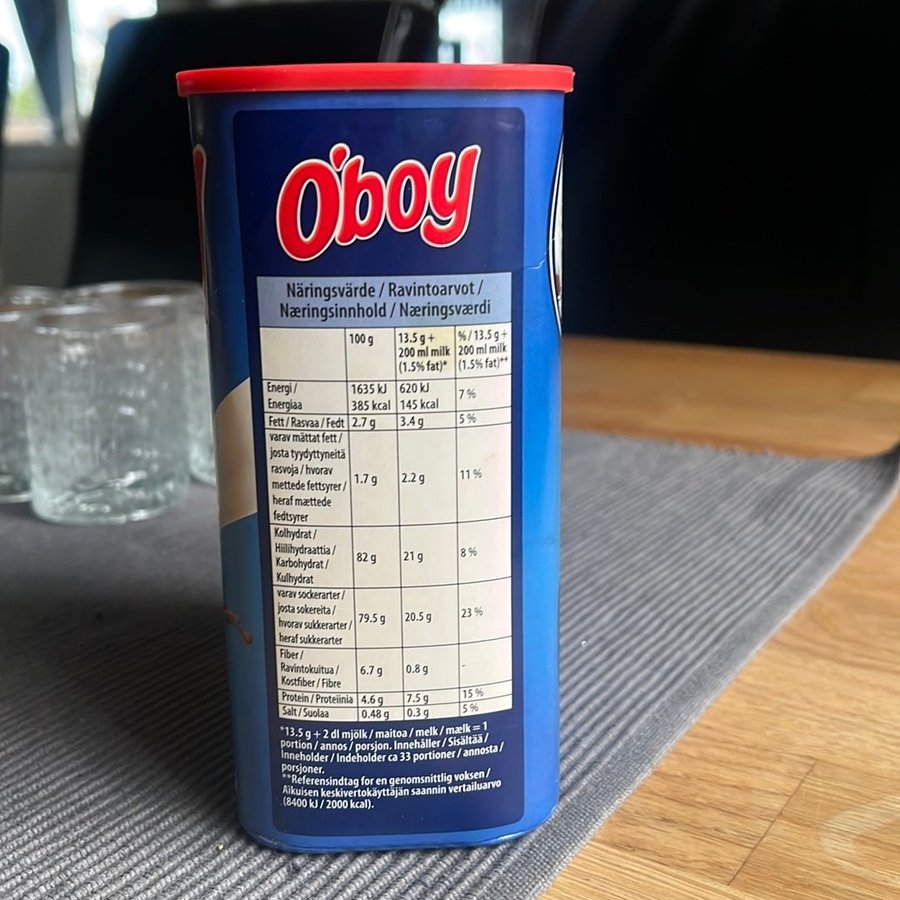 O'boy
Näringsvärde / Ravintoarvot /
Næringsinnhold / Næringsværdi
100 g
13.5 g +
200 ml milk
(1.5% fat)*
% / 13.5 g +
200 ml milk
(1.5% fat)**
Energi /
Energiaa
1635 kJ
385 kcal
620 kJ
145 kcal
7 %
Fett / Rasvaa / Fedt
2.7 g
3.4 g
5 %
varav mättat fett /
josta tyydyttyneitä
rasvoja / hvorav
mettede fettsyrer /
heraf mættede
fedtsyrer
1.7 g
2.2 g
11 %
Kolhydrat /
Hiilihydraattia /
Karbohydrat /
Kulhydrat
82 g
21 g
8 %
varav sockerarter /
josta sokereita /
hvorav sukkerarter /
heraf sukkerarter
79.5 g
20.5 g
23 %
Fiber /
Ravintokuitua /
Kostfiber / Fibre
6.7 g
0.8 g
-
Protein / Proteiinia
4.6 g
7.5 g
15 %
Salt / Suolaa
0.48 g
0.3 g
5 %
*13.5 g + 2 dl mjölk / maitoa / melk / mælk = 1
portion / annos / porsjon. Innehåller / Sisältää /
Inneholder / Indeholder ca 33 portioner / annosta /
porsjoner.
**Referensindtag for en genomsnittlig voksen /
Aikuisen keskivertokäyttäjän saannin vertailuarvo
(8400 kJ / 2000 kcal).